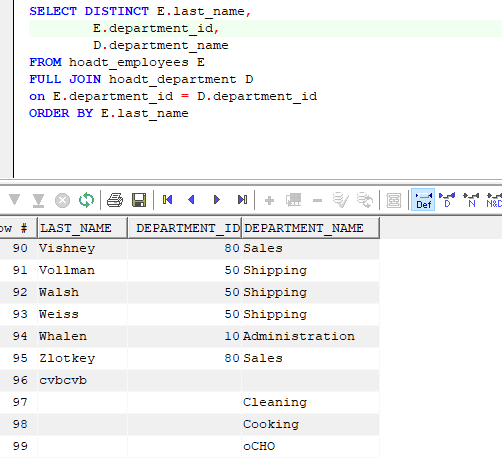 SELECT DISTINCT E.last_name,
E.department_id,
D.department_name
FROM hoadt_employees E
FULL JOIN hoadt_department D
on E.department_id = D.department_id
ORDER BY E.last_name
Def D N N&D
ow # LAST_NAME DEPARTMENT_ID DEPARTMENT_NAME
90 Vishney 80 Sales
91 Vollman 50 Shipping
92 Walsh 50 Shipping
93 Weiss 50 Shipping
94 Whalen 10 Administration
95 Zlotkey 80 Sales
96 cvbcvb
97 Cleaning
98 Cooking
99 oCHO